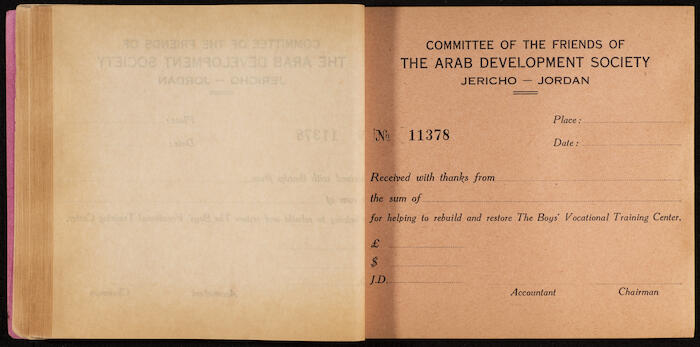 COMMITTEE OF THE FRIENDS OF
THE ARAB DEVELOPMENT SOCIETY
JERICHO — JORDAN
Place :
No 11378
Date :
Received with thanks from
the sum of
for helping to rebuild and restore The Boys' Vocational Training Center.
£
$
J.D.
Accountant Chairman